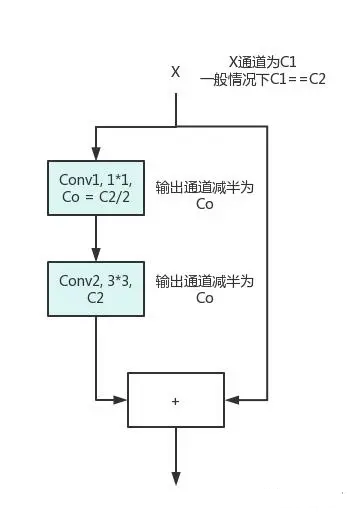 X
X通道为C1
一般情况下C1==C2
Conv1, 1*1,
Co = C2/2
输出通道减半为
Co
Conv2, 3*3,
C2
输出通道减半为
Co
+